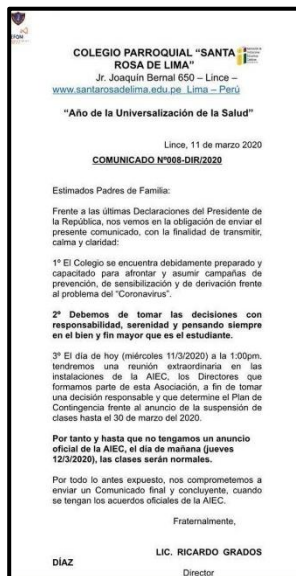 COLEGIO PARROQUIAL “SANTA
ROSA DE LIMA”
Jr. Joaquín Bernal 650 – Lince –
www.santarosadelima.edu.pe Lima – Perú
“Año de la Universalización de la Salud”
Lince, 11 de marzo 2020
COMUNICADO Nº008-DIR/2020
Estimados Padres de Familia:
Frente a las últimas Declaraciones del Presidente de
la República, nos vemos en la obligación de enviar el
presente comunicado, con la finalidad de transmitir,
calma y claridad:
1º El Colegio se encuentra debidamente preparado y
capacitado para afrontar y asumir campañas de
prevención, de sensibilización y de derivación frente
al problema del “Coronavirus”.
2º Debemos de tomar las decisiones con
responsabilidad, serenidad y pensando siempre
en el bien y fin mayor que es el estudiante.
3º El día de hoy (miércoles 11/3/2020) a la 1:00pm.
tendremos una reunión extraordinaria en las
instalaciones de la AIEC, los Directores que
formamos parte de esta Asociación, a fin de tomar
una decisión responsable y que determine el Plan de
Contingencia frente al anuncio de la suspensión de
clases hasta el 30 de marzo del 2020.
Por tanto y hasta que no tengamos un anuncio
oficial de la AIEC, el día de mañana (jueves
12/3/2020), las clases serán normales.
Por todo lo antes expuesto, nos comprometemos a
enviar un Comunicado final y concluyente, cuando
se tengan los acuerdos oficiales de la AIEC.
Fraternalmente,
LIC. RICARDO GRADOS
DÍAZ
Director